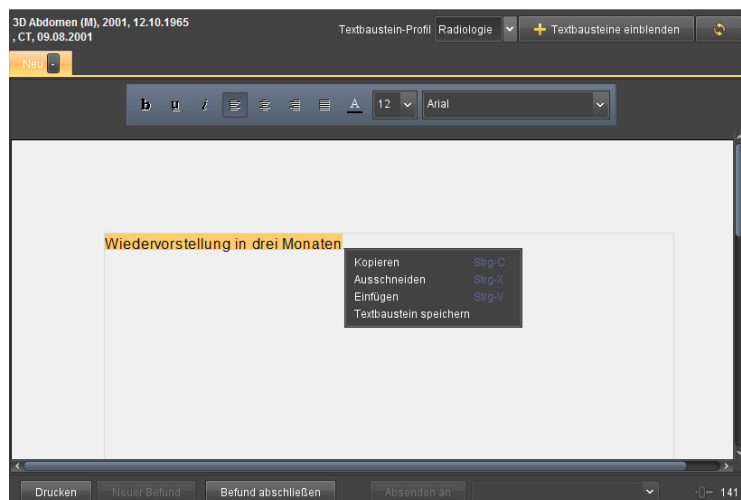 3D Abdomen (M), 2001, 12.10.1965
, CT, 09.08.2001
Textbaustein-Profil Radiologie Textbausteine einblenden
Neu -
b u i A 12 Arial
Wiedervorstellung in drei Monaten
Kopieren Strg-C
Ausschneiden Strg-X
Einfügen Strg-V
Textbaustein speichern
Drucken Neuer Befund Befund abschließen Absenden an 141